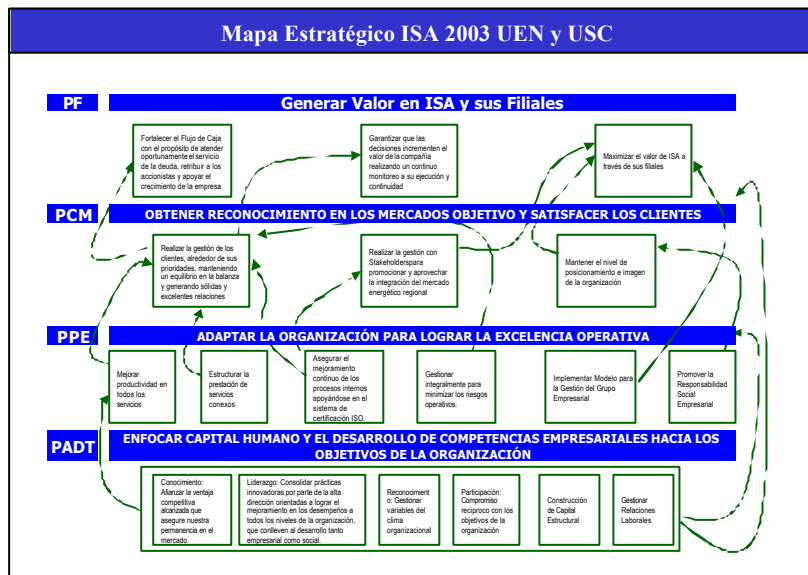 Mapa Estratégico ISA 2003 UEN y USC
PF
Generar Valor en ISA y sus Filiales
Fortalecer el Flujo de Caja
con el propósito de atender
oportunamente el servicio
de la deuda, retribuir a los
accionistas y apoyar el
crecimiento de la empresa
Garantizar que las
decisiones incrementen el
valor de la compañía
realizando un continuo
monitoreo a su ejecución y
continuidad
Maximizar el valor de ISA a
través de sus filiales
PCM
OBTENER RECONOCIMIENTO EN LOS MERCADOS OBJETIVO Y SATISFACER LOS CLIENTES
Realizar la gestión de los
clientes, alrededor de sus
prioridades, manteniendo
un equilibrio en la balanza
y generando sólidas y
excelentes relaciones
Realizar la gestión con
Stakeholderspara
promocionar y aprovechar
la integración del mercado
energético regional
Mantener el nivel de
posicionamiento e imagen
de la organización
PPE
ADAPTAR LA ORGANIZACIÓN PARA LOGRAR LA EXCELENCIA OPERATIVA
Mejorar
productividad en
todos los
servicios
Estructurar la
prestación de
servicios
conexos
Asegurar el
mejoramiento
continuo de los
procesos internos
apoyándose en el
sistema de
certificación ISO.
Gestionar
integralmente para
minimizar los riesgos
operativos.
Implementar Modelo para
la Gestión del Grupo
Empresarial
Promover la
Responsabilidad
Social
Empresarial
PADT
ENFOCAR CAPITAL HUMANO Y EL DESARROLLO DE COMPETENCIAS EMPRESARIALES HACIA LOS
OBJETIVOS DE LA ORGANIZACIÓN
Conocimiento:
Afianzar la ventaja
competitiva
alcanzada que
asegure nuestra
permanencia en el
mercado
Liderazgo: Consolidar prácticas
innovadoras por parte de la alta
dirección orientadas a lograr el
mejoramiento en los desempeños a
todos los niveles de la organización,
que conlleven al desarrollo tanto
empresarial como social.
Reconocimient
o: Gestionar
variables del
clima
organizacional
Participación:
Compromiso
reciproco con los
objetivos de la
organización
Construcción
de Capital
Estructural
Gestionar
Relaciones
Laborales